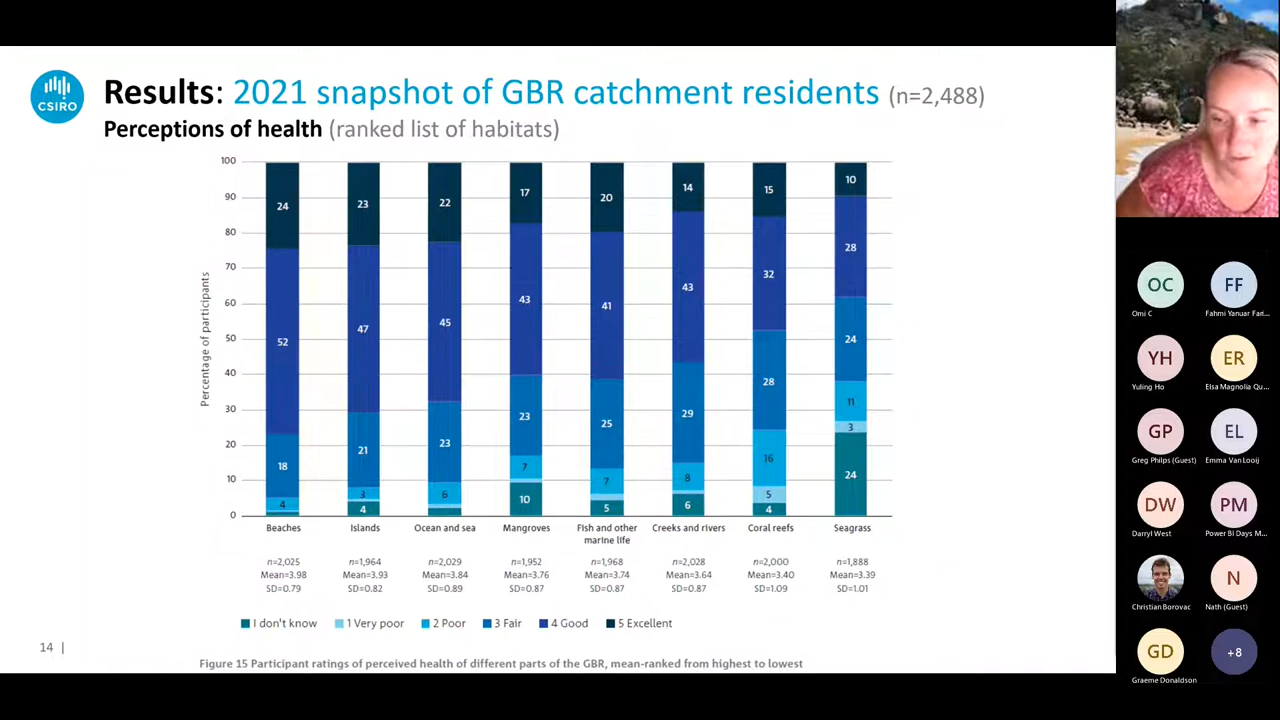 CSIRO
Results: 2021 snapshot of GBR catchment residents (n=2,488)
Perceptions of health (ranked list of habitats)
Percentage of participants
100
90
80
70
60
50
40
30
20
10
0
24
52
18
4
23
47
21
3
4
22
45
23
6
17
43
23
7
10
20
41
25
7
5
14
43
29
8
6
15
32
28
16
5
4
10
28
24
11
3
24
Beaches
n=2,025
Mean=3.98
SD=0.79
Islands
n=1,964
Mean=3.93
SD=0.82
Ocean and sea
n=2,029
Mean=3.84
SD=0.89
Mangroves
n=1,952
Mean=3.76
SD=0.87
Fish and other
marine life
n=1,968
Mean=3.74
SD=0.87
Creeks and rivers
n=2,028
Mean=3.64
SD=0.87
Coral reefs
n=2,000
Mean=3.40
SD=1.09
Seagrass
n=1,888
Mean=3.39
SD=1.01
I don't know 1 Very poor 2 Poor 3 Fair 4 Good 5 Excellent
14 |
Figure 15 Participant ratings of perceived health of different parts of the GBR, mean-ranked from highest to lowest
OC
Omi C
FF
Fahmi Yanuar Fari...
YH
Yuling Ho
ER
Elsa Magnolia Qu...
GP
Greg Philps (Guest)
EL
Emma Van Looij
DW
Darryl West
PM
Power BI Days M...
Christian Borovac
N
Nath (Guest)
GD
Graeme Donaldson
+8